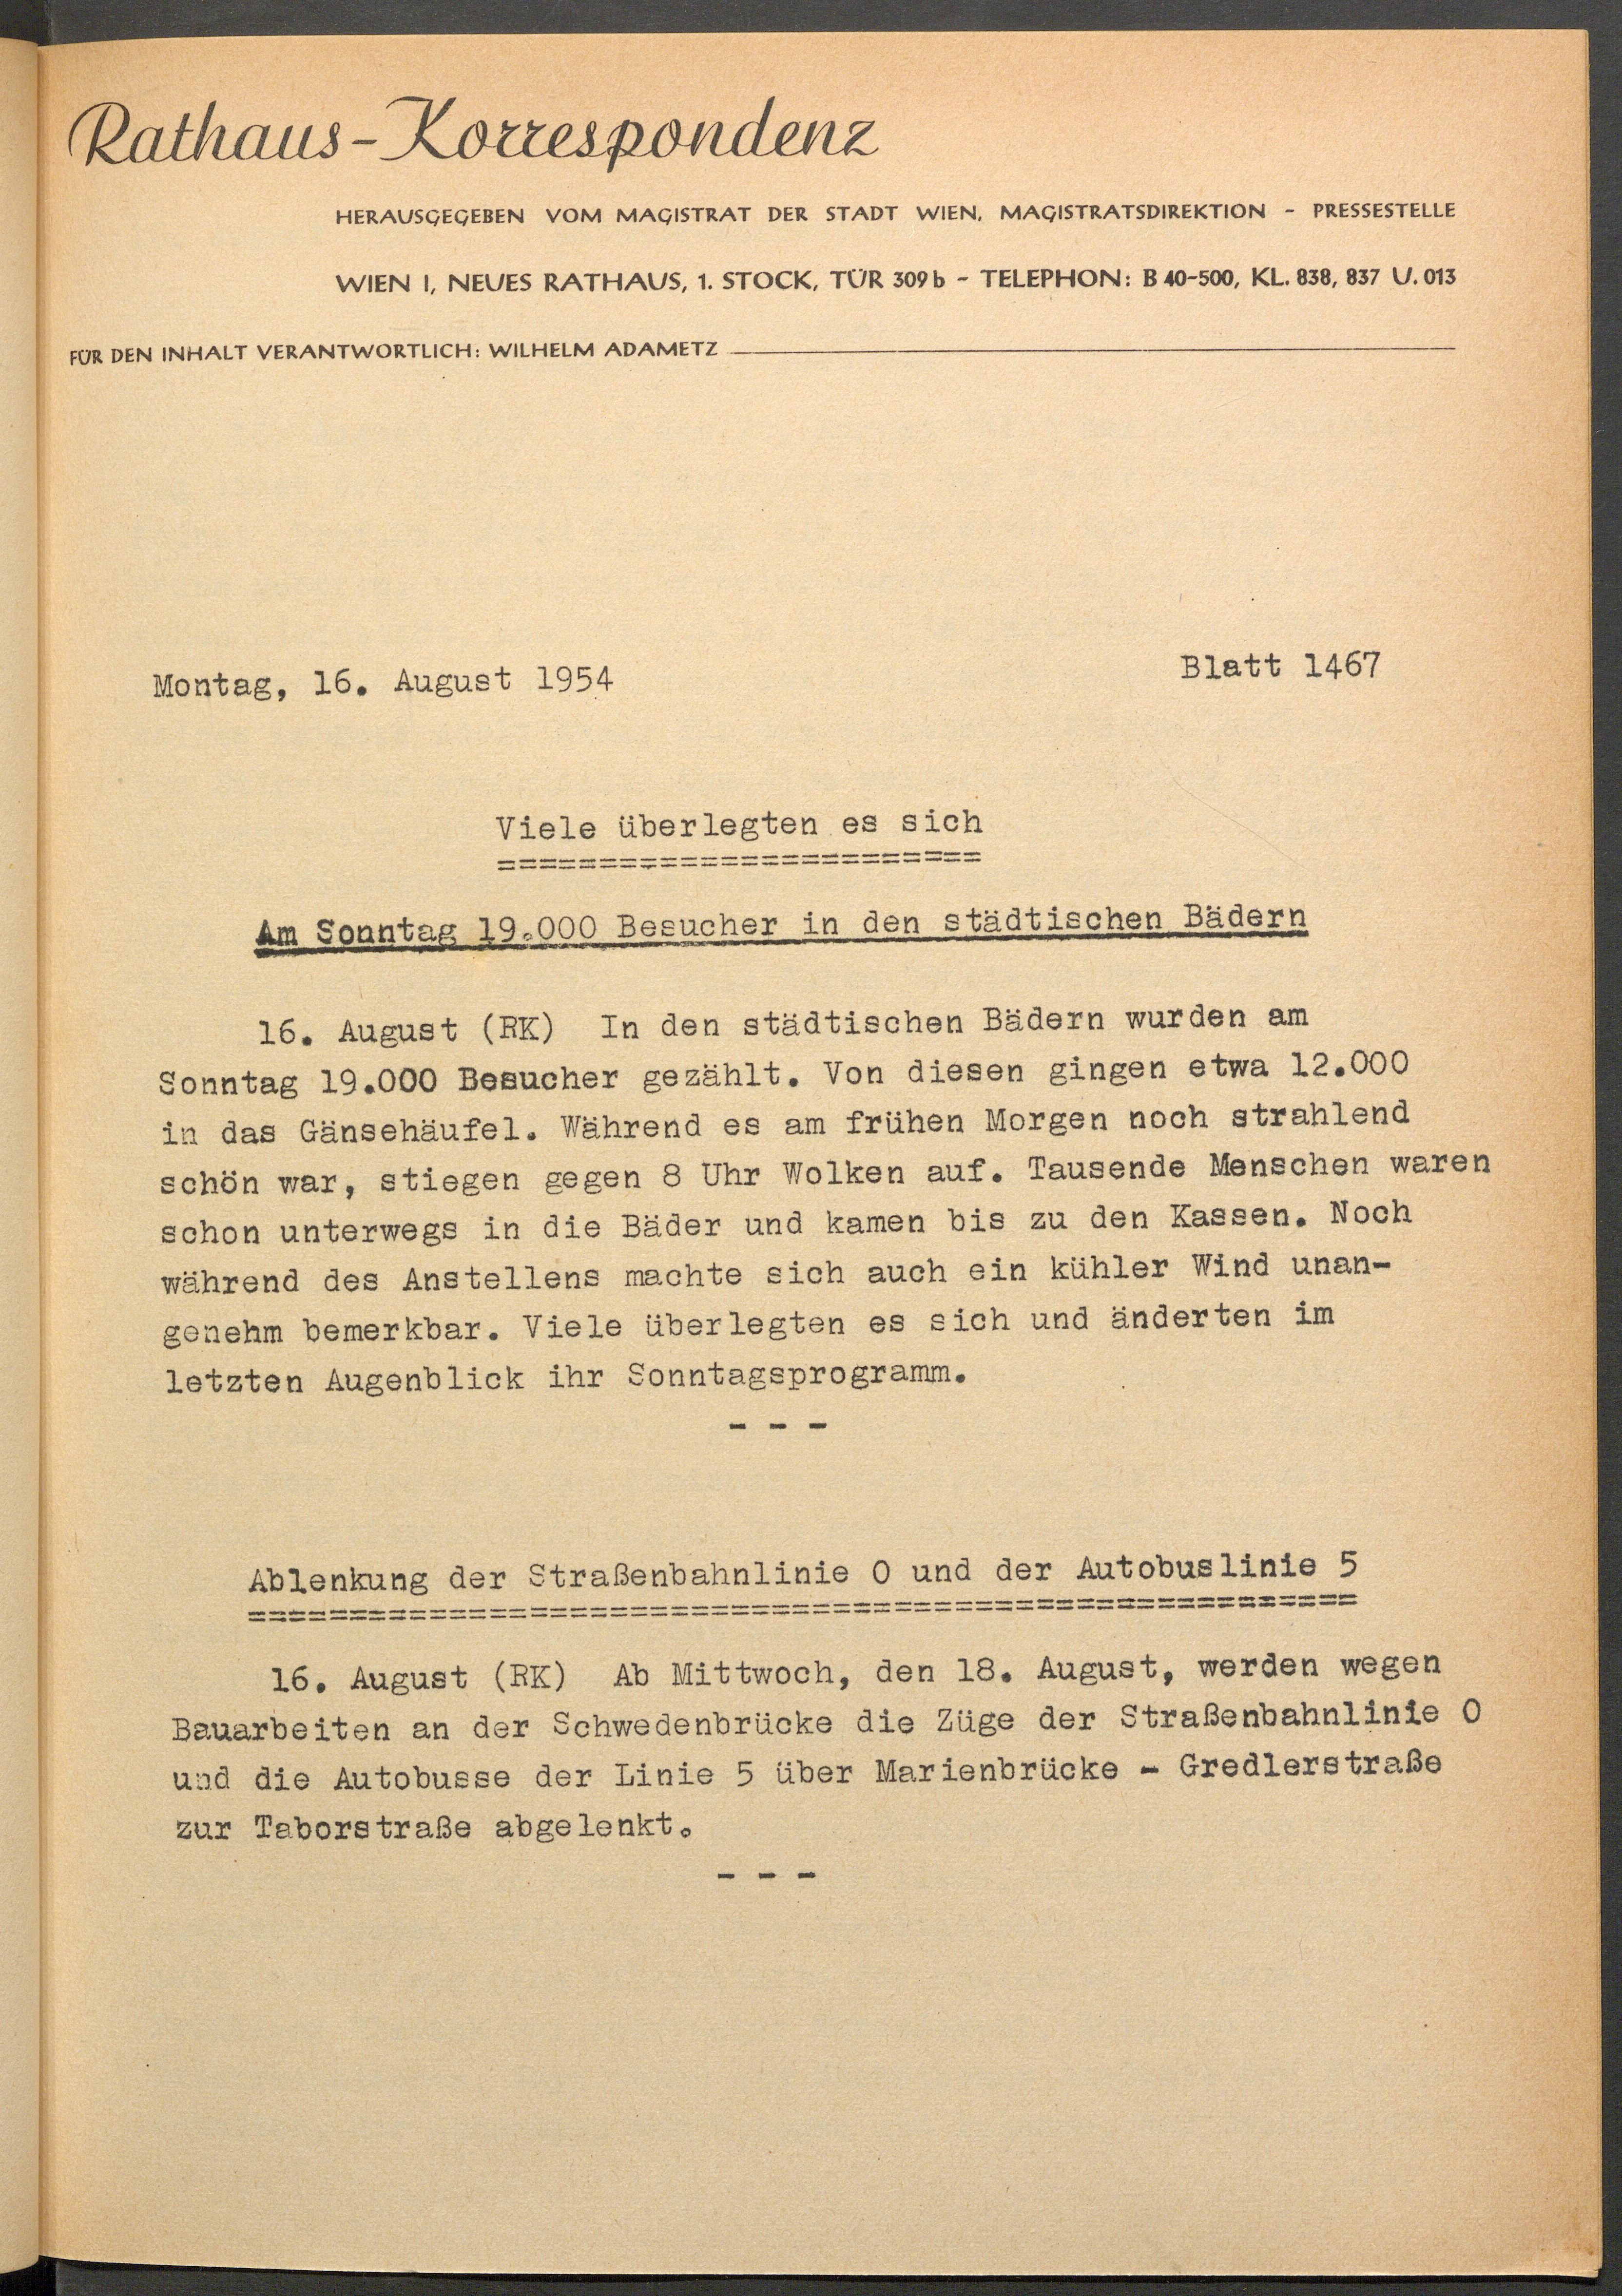 Rathaus-Korrespondenz
HERAUSGEGEBEN VOM MAGISTRAT DER STADT WIEN, MAGISTRATSDIREKTION - PRESSESTELLE
WIEN I, NEUES RATHAUS, 1. STOCK, TÜR 309 b - TELEPHON: B 40-500, KL. 838, 837 U. 013
FÜR DEN INHALT VERANTWORTLICH: WILHELM ADAMETZ
Montag, 16. August 1954 Blatt 1467
Viele überlegten es sich
========================
Am Sonntag 19.000 Besucher in den städtischen Bädern
16. August (RK) In den städtischen Bädern wurden am
Sonntag 19.000 Besucher gezählt. Von diesen gingen etwa 12.000
in das Gänsehäufel. Während es am frühen Morgen noch strahlend
schön war, stiegen gegen 8 Uhr Wolken auf. Tausende Menschen waren
schon unterwegs in die Bäder und kamen bis zu den Kassen. Noch
während des Anstellens machte sich auch ein kühler Wind unan-
genehm bemerkbar. Viele überlegten es sich und änderten im
letzten Augenblick ihr Sonntagsprogramm.
- - -
Ablenkung der Straßenbahnlinie O und der Autobuslinie 5
=======================================================
16. August (RK) Ab Mittwoch, den 18. August, werden wegen
Bauarbeiten an der Schwedenbrücke die Züge der Straßenbahnlinie O
und die Autobusse der Linie 5 über Marienbrücke - Gredlerstraße
zur Taborstraße abgelenkt.
- - -